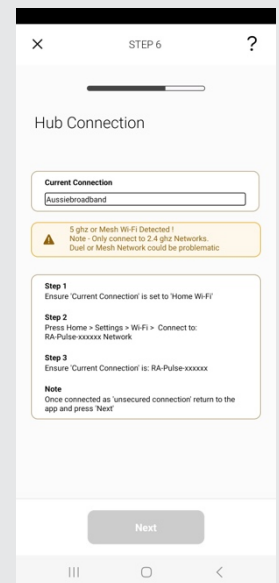 STEP 6
?
Hub Connection
Current Connection
Aussiebroadband
5 ghz or Mesh Wi-Fi Detected !
Note - Only connect to 2.4 ghz Networks.
Duel or Mesh Network could be problematic
Step 1
Ensure 'Current Connection' is set to 'Home Wi-Fi'
Step 2
Press Home > Settings > Wi-Fi > Connect to:
RA-Pulse-xxxxxx Network
Step 3
Ensure 'Current Connection' is: RA-Pulse-xxxxxx
Note
Once connected as 'unsecured connection' return to the
app and press 'Next'
Next